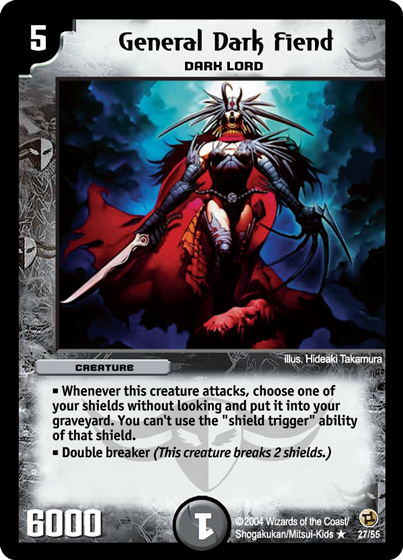 5
General Dark Fiend
DARK LORD
illus. Hideaki Takamura
CREATURE
▪ Whenever this creature attacks, choose one of
your shields without looking and put it into your
graveyard. You can't use the "shield trigger" ability
of that shield.
▪ Double breaker (This creature breaks 2 shields.)
6000
1
©2004 Wizards of the Coast/
Shogakukan/Mitsui-Kids ★ 27/55